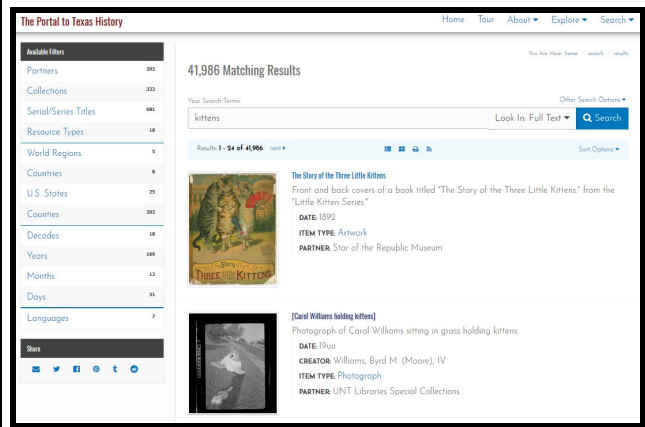 The Portal to Texas History
Home Tour About Explore Search
Available Filters
Partners 202
Collections 322
Serial/Series Titles 681
Resource Types 18
World Regions 5
Countries 8
U.S. States 25
Counties 202
Decades 18
Years 169
Months 12
Days 31
Languages 7
Share
You Are Here: home search results
41,986 Matching Results
Your Search Terms:
Other Search Options
kittens
Look In: Full Text
Search
Results: 1 - 24 of 41,986 next
Sort Options
The Story of the Three Little Kittens
Front and back covers of a book titled "The Story of the Three Little Kittens." from the
"Little Kitten Series."
DATE: 1892
ITEM TYPE: Artwork
PARTNER: Star of the Republic Museum
Story
THREE Little KITTENS
[Carol Williams holding kittens]
Photograph of Carol Williams sitting in grass holding kittens.
DATE: 19uu
CREATOR: Williams, Byrd M. (Moore), IV
ITEM TYPE: Photograph
PARTNER: UNT Libraries Special Collections